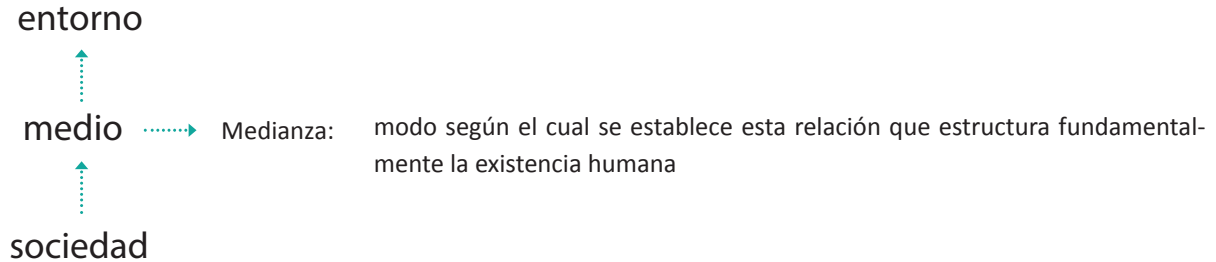 entorno
medio Medianza: modo según el cual se establece esta relación que estructura fundamental-
mente la existencia humana
sociedad